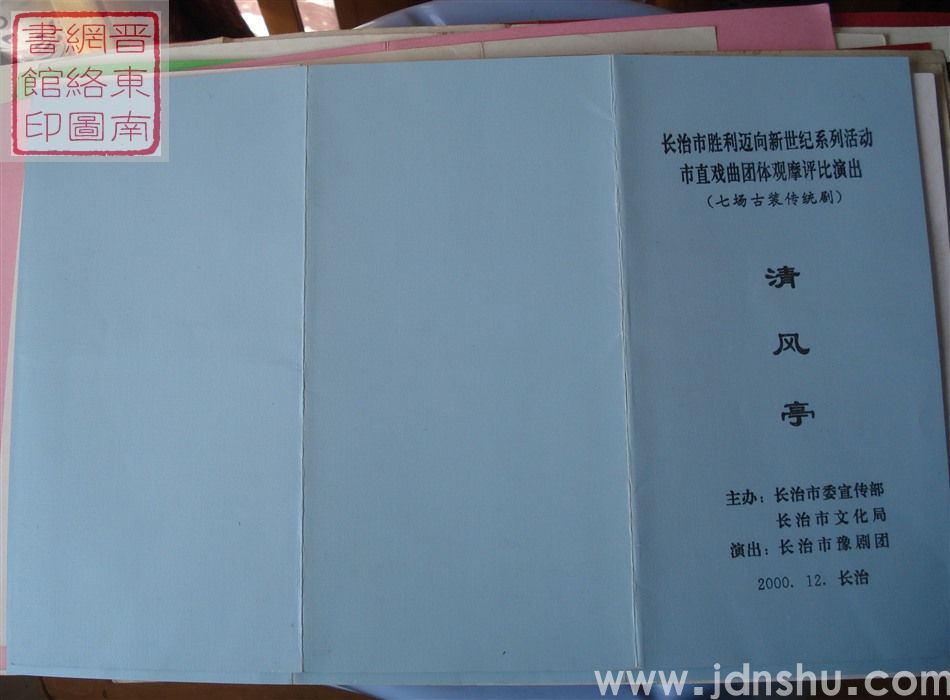 晋东南
網絡圖
書館印
长治市胜利迈向新世纪系列活动
市直戏曲团体观摩评比演出
（七场古装传统剧）
清
风
亭
主办：长治市委宣传部
长治市文化局
演出：长治市豫剧团
2000．12．长治
www.jdnshu.com